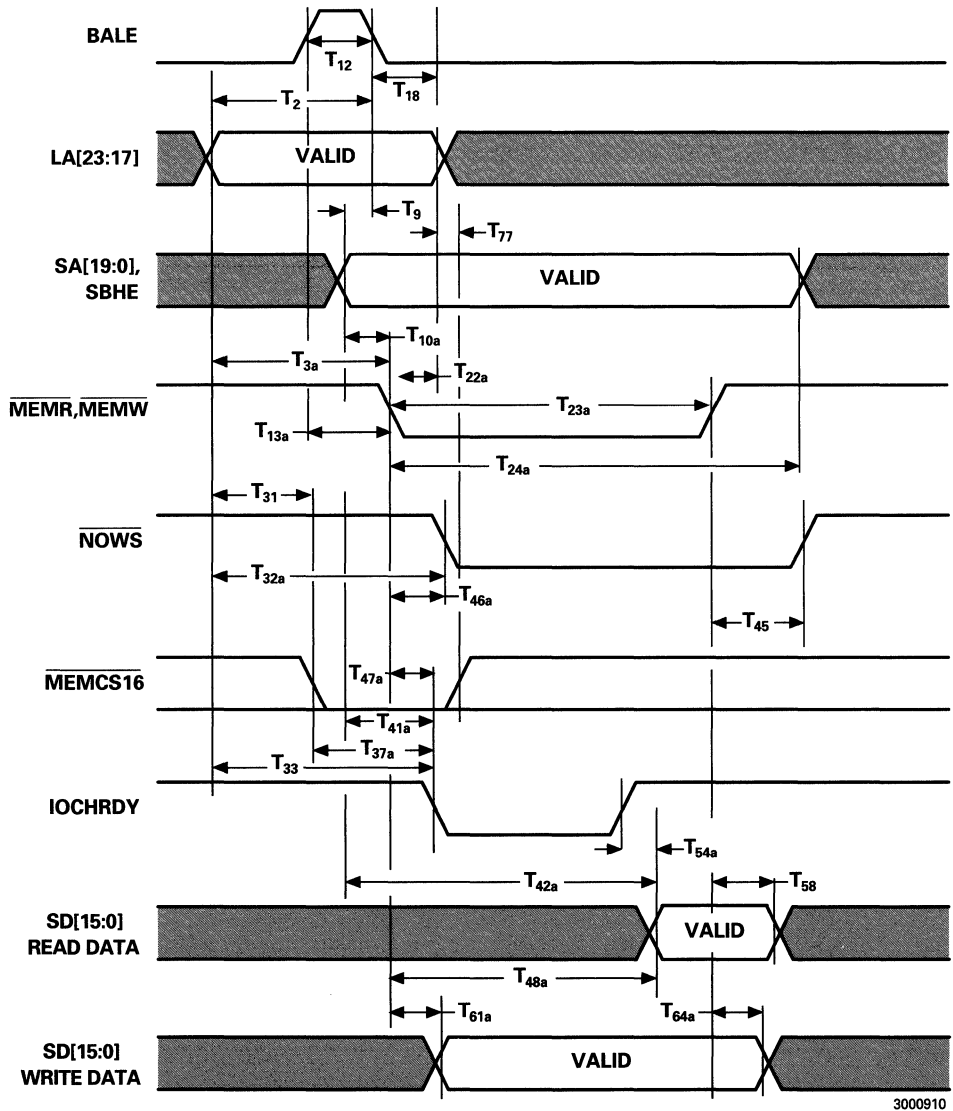 BALE
T12
T18
T2
LA[23:17]
VALID
T9
T77
SA[19:0],
SBHE
VALID
T10a
T3a
T22a
MEMR,MEMW
T23a
T13a
T24a
T31
NOWS
T32a
T46a
T45
MEMCS16
T47a
T41a
T37a
T33
IOCHRDY
T54a
T42a
T58
SD[15:0]
READ DATA
VALID
T48a
T61a
T64a
SD[15:0]
WRITE DATA
VALID
3000910